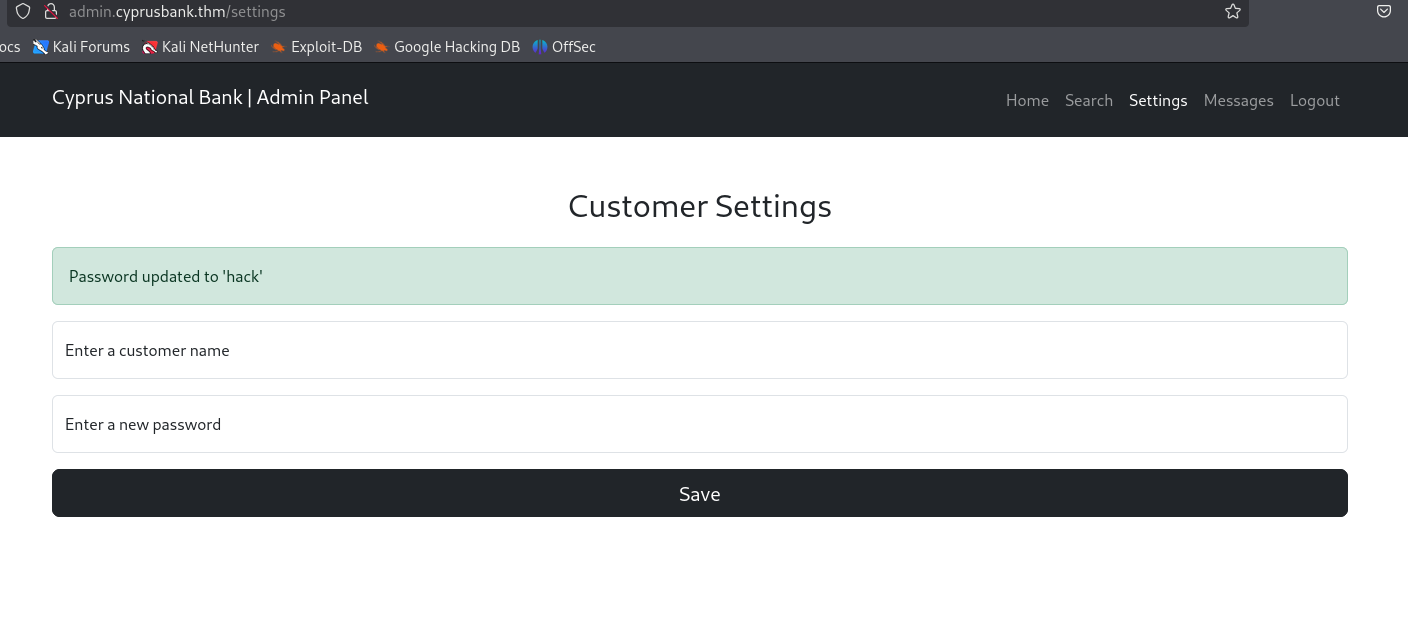 admin.cyprusbank.thm/settings
ocs Kali Forums Kali NetHunter Exploit-DB Google Hacking DB OffSec
Cyprus National Bank | Admin Panel Home Search Settings Messages Logout
Customer Settings
Password updated to 'hack'
Enter a customer name
Enter a new password
Save